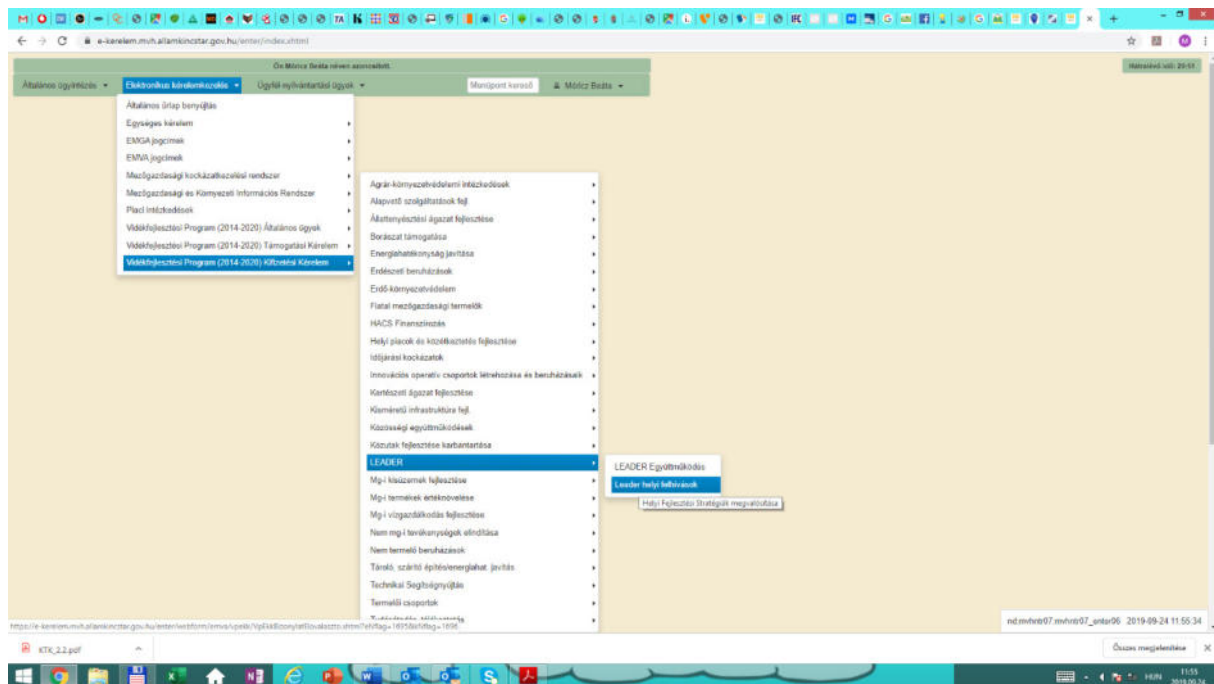 e-kerelem.mvh.allamkincstar.gov.hu/enter/index.xhtml
Ön Móricz Beáta néven azonosított.
Hátralévő idő: 29:51
Általános ügyintézés
Elektronikus kérelemkezelés
Ügyfél-nyilvántartási ügyek
Menüpont kereső
Móricz Beáta
Általános űrlap benyújtás
Egységes kérelem
EMGA jogcímek
EMVA jogcímek
Mezőgazdasági kockázatkezelési rendszer
Mezőgazdasági és Környezeti Információs Rendszer
Piaci intézkedések
Vidékfejlesztési Program (2014-2020) Általános ügyek
Vidékfejlesztési Program (2014-2020) Támogatási Kérelem
Vidékfejlesztési Program (2014-2020) Kifizetési Kérelem
Agrár-környezetvédelemi intézkedések
Alapvető szolgáltatások fejl.
Állattenyésztési ágazat fejlesztése
Borászat támogatása
Energiahatékonyság javítása
Erdészeti beruházások
Erdő-környezetvédelem
Fiatal mezőgazdasági termelők
HACS Finanszírozás
Helyi piacok és közétkeztetés fejlesztése
Időjárási kockázatok
Innovációs operatív csoportok létrehozása és beruházásaik
Kertészeti ágazat fejlesztése
Kisméretű infrastruktúra fejl.
Közösségi együttműködések
Közutak fejlesztése karbantartása
LEADER
LEADER Együttműködés
Leader helyi felhívások
Helyi Fejlesztési Stratégiák megvalósítása
Mg-i kisüzemek fejlesztése
Mg-i termékek értéknövelése
Mg-i vízgazdálkodás fejlesztése
Nem mg-i tevékenységek elindítása
Nem termelő beruházások
Tároló, szárító építés/energiahat. javítás
Technikai Segítségnyújtás
Termelői csoportok
nd:mvhntr07.mvhntr07_enter06 2019-09-24 11:55:34
KTK_2.2.pdf
Összes megjelenítése
HUN
11:55
2019.09.24.